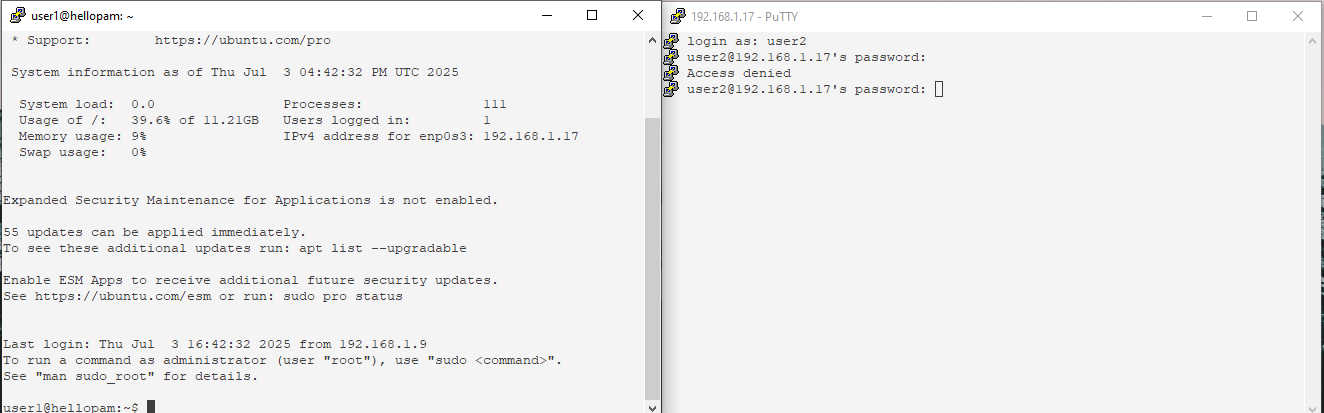 user1@hellopam: ~
* Support:        https://ubuntu.com/pro
System information as of Thu Jul  3 04:42:32 PM UTC 2025
System load:  0.0               Processes:               111
Usage of /:   39.6% of 11.21GB   Users logged in:         1
Memory usage: 9%                IPv4 address for enp0s3: 192.168.1.17
Swap usage:   0%
Expanded Security Maintenance for Applications is not enabled.
55 updates can be applied immediately.
To see these additional updates run: apt list --upgradable
Enable ESM Apps to receive additional future security updates.
See https://ubuntu.com/esm or run: sudo pro status
Last login: Thu Jul  3 16:42:32 2025 from 192.168.1.9
To run a command as administrator (user "root"), use "sudo <command>".
See "man sudo_root" for details.
user1@hellopam:~$
192.168.1.17 - PuTTY
login as: user2
user2@192.168.1.17's password:
Access denied
user2@192.168.1.17's password: